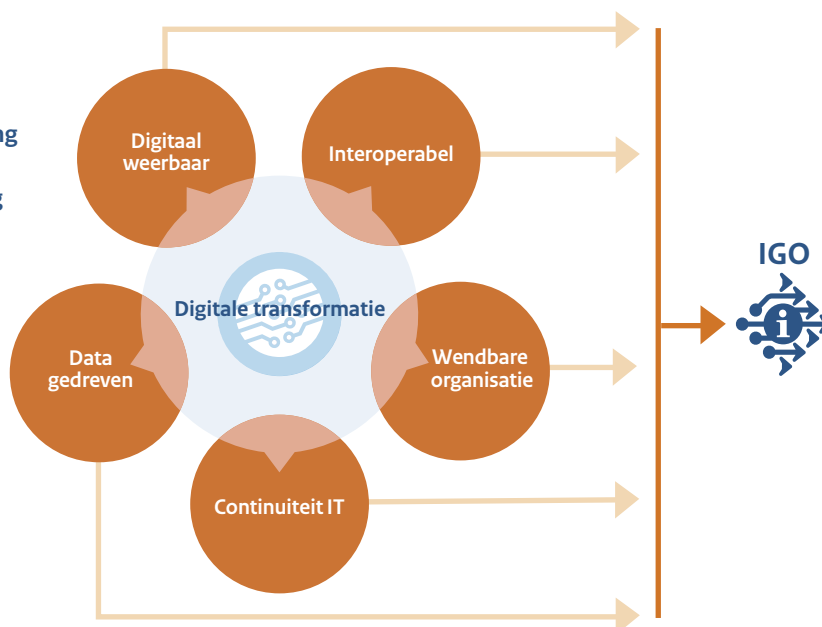 Digitaal
weerbaar
Interoperabel
IGO
Digitale transformatie
Data
gedreven
Wendbare
organisatie
Continuiteit IT